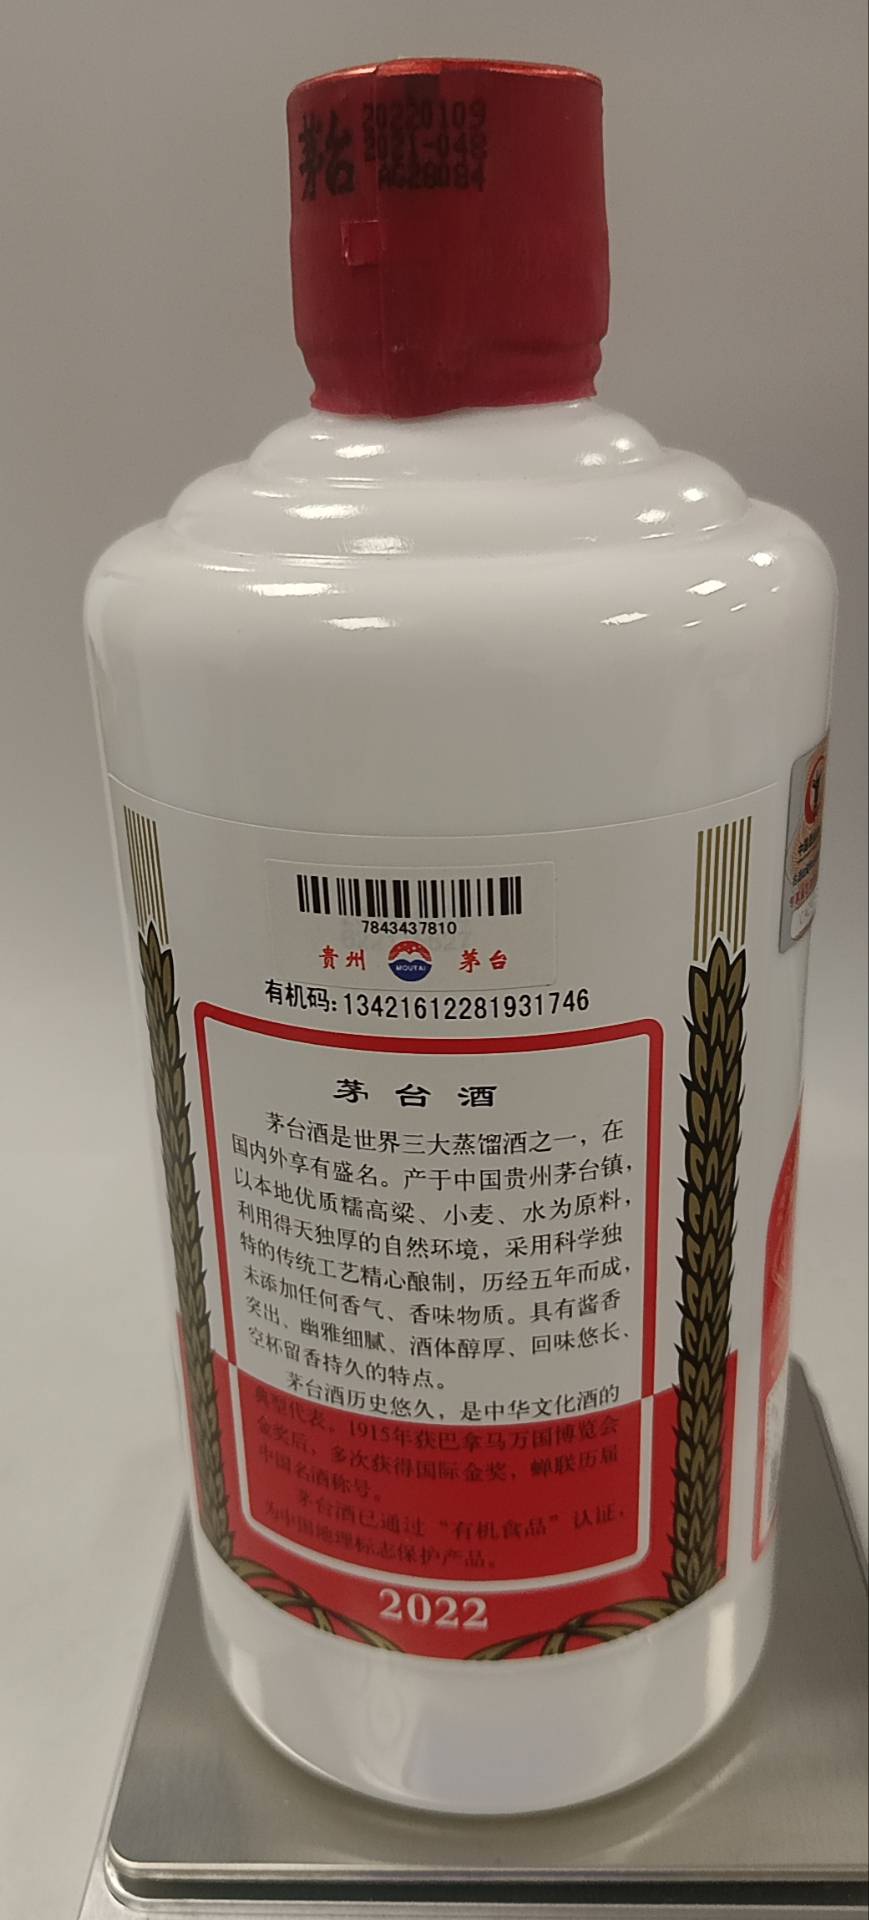 茅台
20220109
2021-048
AG28084
7843437810
贵州 MOUTAI 茅台
有机码:13421612281931746
茅台酒
茅台酒是世界三大蒸馏酒之一，在
国内外享有盛名。产于中国贵州茅台镇，
以本地优质糯高粱、小麦、水为原料，
利用得天独厚的自然环境，采用科学独
特的传统工艺精心酿制，历经五年而成，
未添加任何香气、香味物质。具有酱香
突出、幽雅细腻、酒体醇厚、回味悠长、
空杯留香持久的特点。
茅台酒历史悠久，是中华文化酒的
典型代表。1915年获巴拿马万国博览会
金奖后，多次获得国际金奖，蝉联历届
中国名酒称号。
茅台酒已通过“有机食品”认证，
为中国地理标志保护产品。
2022